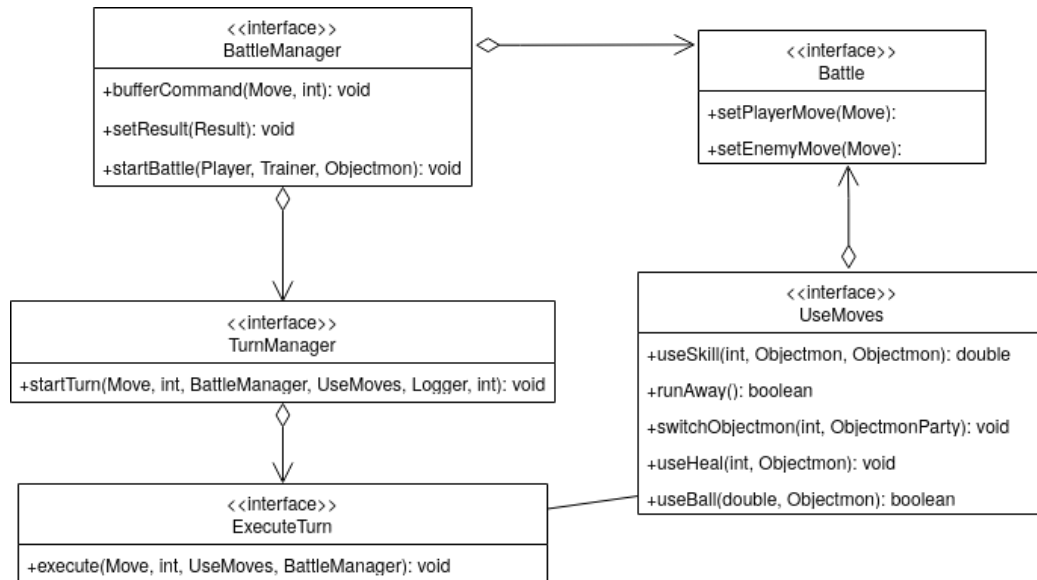 <<interface>>
BattleManager
+bufferCommand(Move, int): void
+setResult(Result): void
+startBattle(Player, Trainer, Objectmon): void
<<interface>>
Battle
+setPlayerMove(Move):
+setEnemyMove(Move):
<<interface>>
TurnManager
+startTurn(Move, int, BattleManager, UseMoves, Logger, int): void
<<interface>>
UseMoves
+useSkill(int, Objectmon, Objectmon): double
+runAway(): boolean
+switchObjectmon(int, ObjectmonParty): void
+useHeal(int, Objectmon): void
+useBall(double, Objectmon): boolean
<<interface>>
ExecuteTurn
+execute(Move, int, UseMoves, BattleManager): void